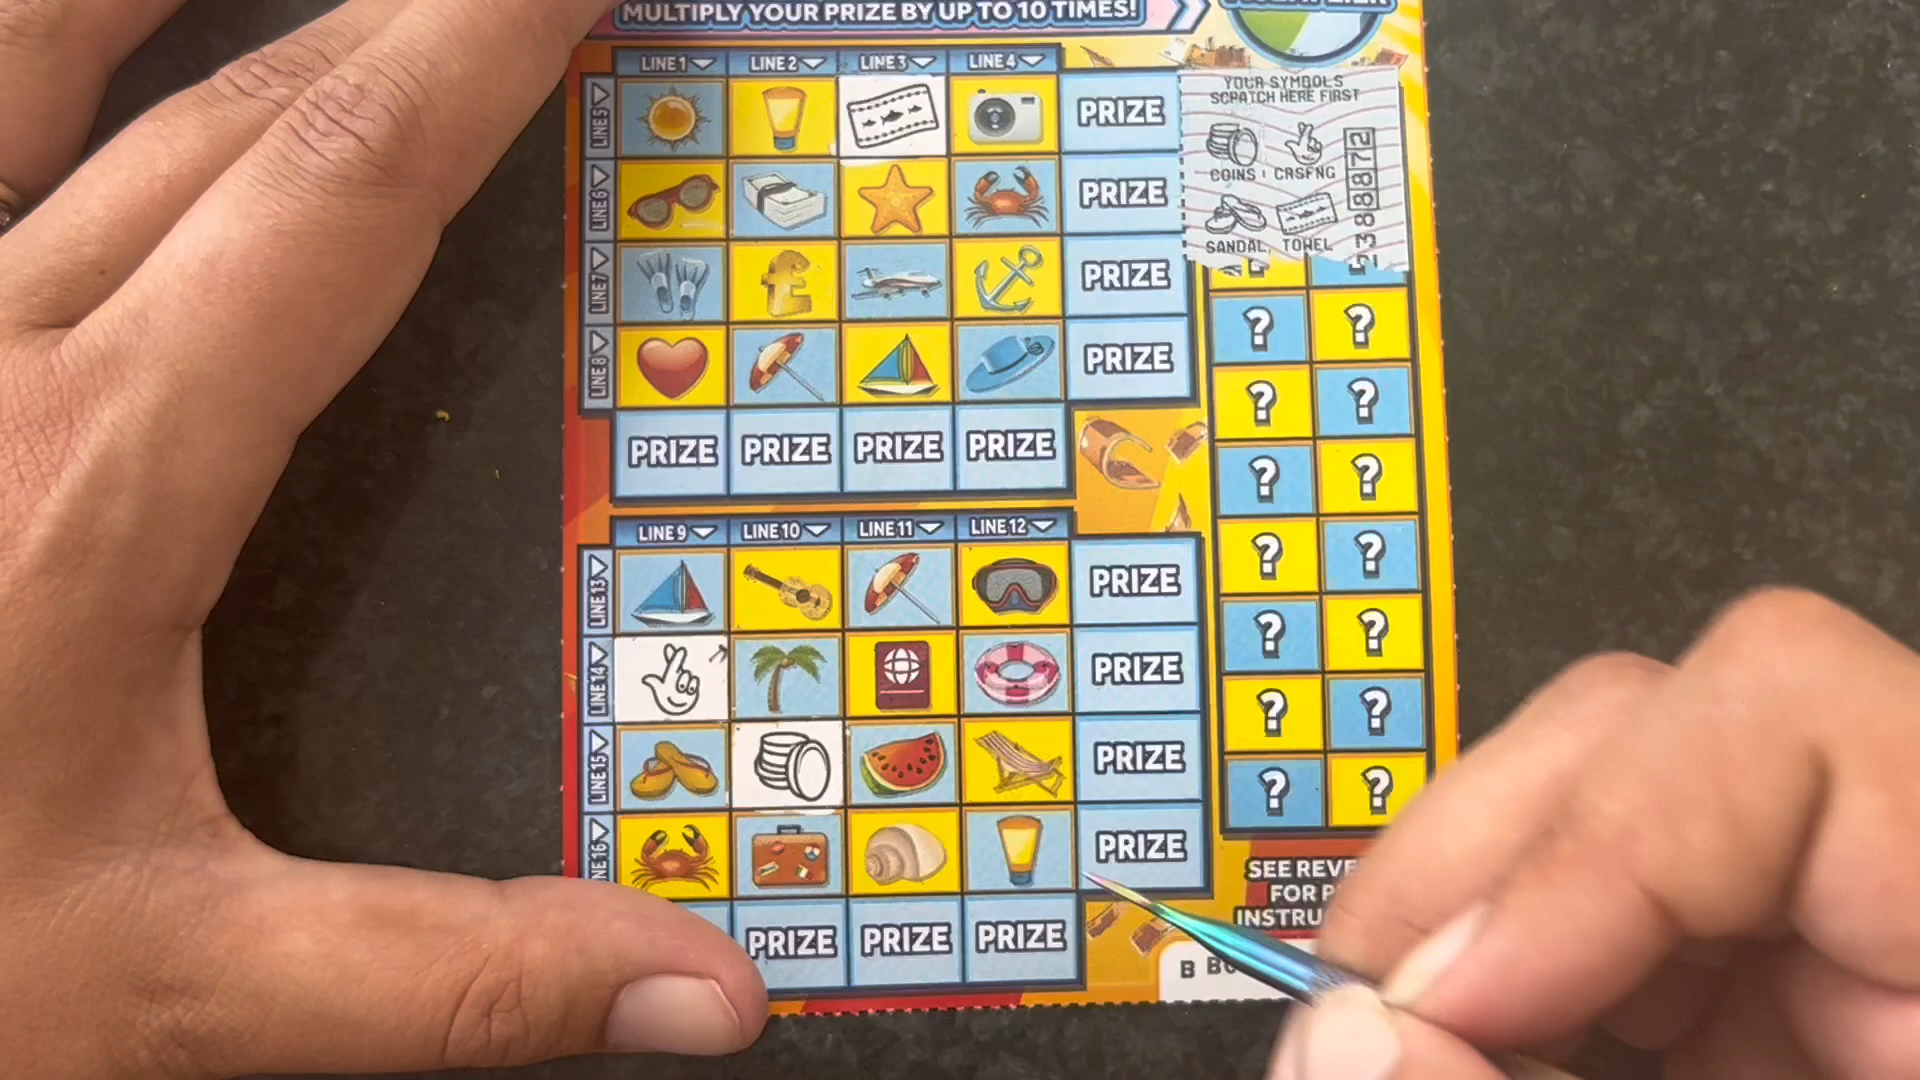 MULTIPLY YOUR PRIZE BY UP TO 10 TIMES!
LINE 1 LINE 2 LINE 3 LINE 4
LINE 5 PRIZE
LINE 6 PRIZE
LINE 7 PRIZE
LINE 8 PRIZE
PRIZE PRIZE PRIZE PRIZE
YOUR SYMBOLS
SCRATCH HERE FIRST
COINS CRSFNG
SANDAL TOWEL
? ?
? ?
? ?
? ?
? ?
? ?
? ?
LINE 9 LINE 10 LINE 11 LINE 12
LINE 13 PRIZE
LINE 14 PRIZE
LINE 15 PRIZE
NE 16 PRIZE
PRIZE PRIZE PRIZE
SEE REVE
FOR P
INSTRU
B